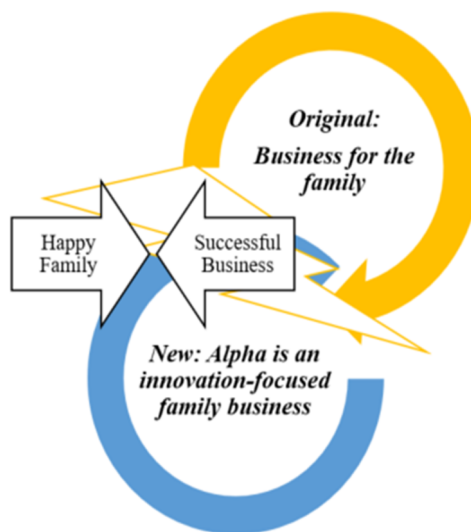 Original:
Business for the
family
Happy
Family
Successful
Business
New: Alpha is an
innovation-focused
family business